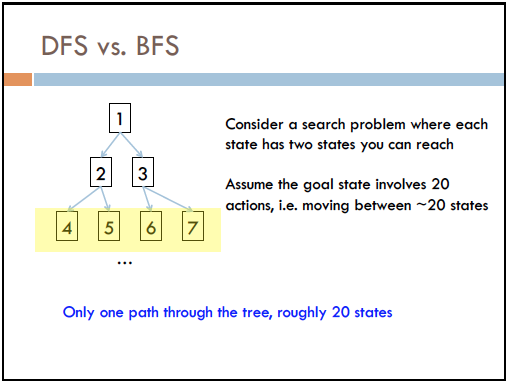 DFS vs. BFS
1
2 3
4 5 6 7
...
Consider a search problem where each
state has two states you can reach
Assume the goal state involves 20
actions, i.e. moving between ~20 states
Only one path through the tree, roughly 20 states